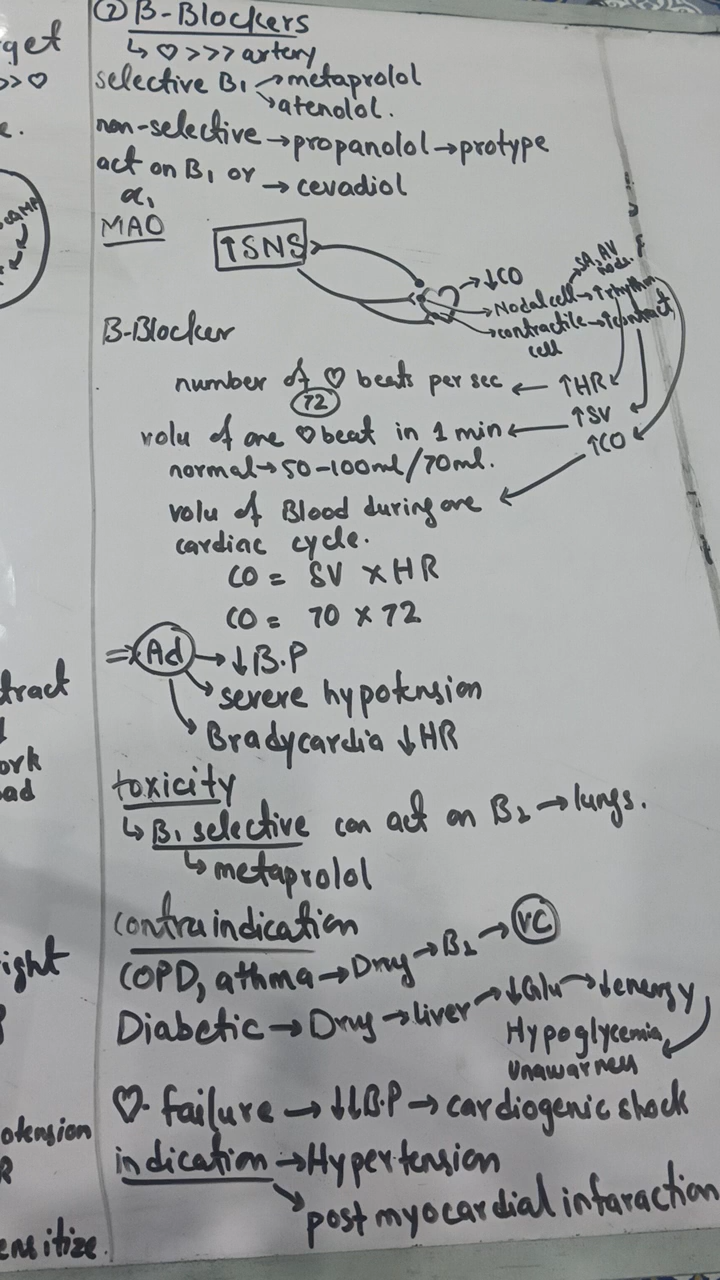 ② B-Blockers
↳ ♡ >>> artery
selective B₁ → metaprolol
→ atenolol.
non-selective → propanolol → protype
act on B₁ or α₁ → cevadiol
MAO
↑SNS
→ ↓CO
SA, AV node.
→ Nodal cell → ↑rhythm
→ contractile cell → ↑contract
B-Blocker
number of ♡ beats per sec ← ↑HR
72
volu of one ♡ beat in 1 min ← ↑SV
normal → 50-100ml/70ml.
↑CO
volu of Blood during one
cardiac cycle.
CO = SV × HR
CO = 70 × 72
⇒ Ad → ↓B.P
→ severe hypotension
→ Bradycardia ↓HR
toxicity
↳ B₁ selective can act on B₂ → lungs.
↳ metaprolol
contraindication
COPD, athma → Drug → B₂ → VC
Diabetic → Drug → liver → ↓Glu → ↓energy
Hypoglycemia
Unawarness
♡. failure → ↓↓B.P → cardiogenic shock
indication → Hypertension
→ post myocardial infaraction
rget
>> ♡
e.
cGMP
tract
ork
ad
ight
otension
R
ensitize.